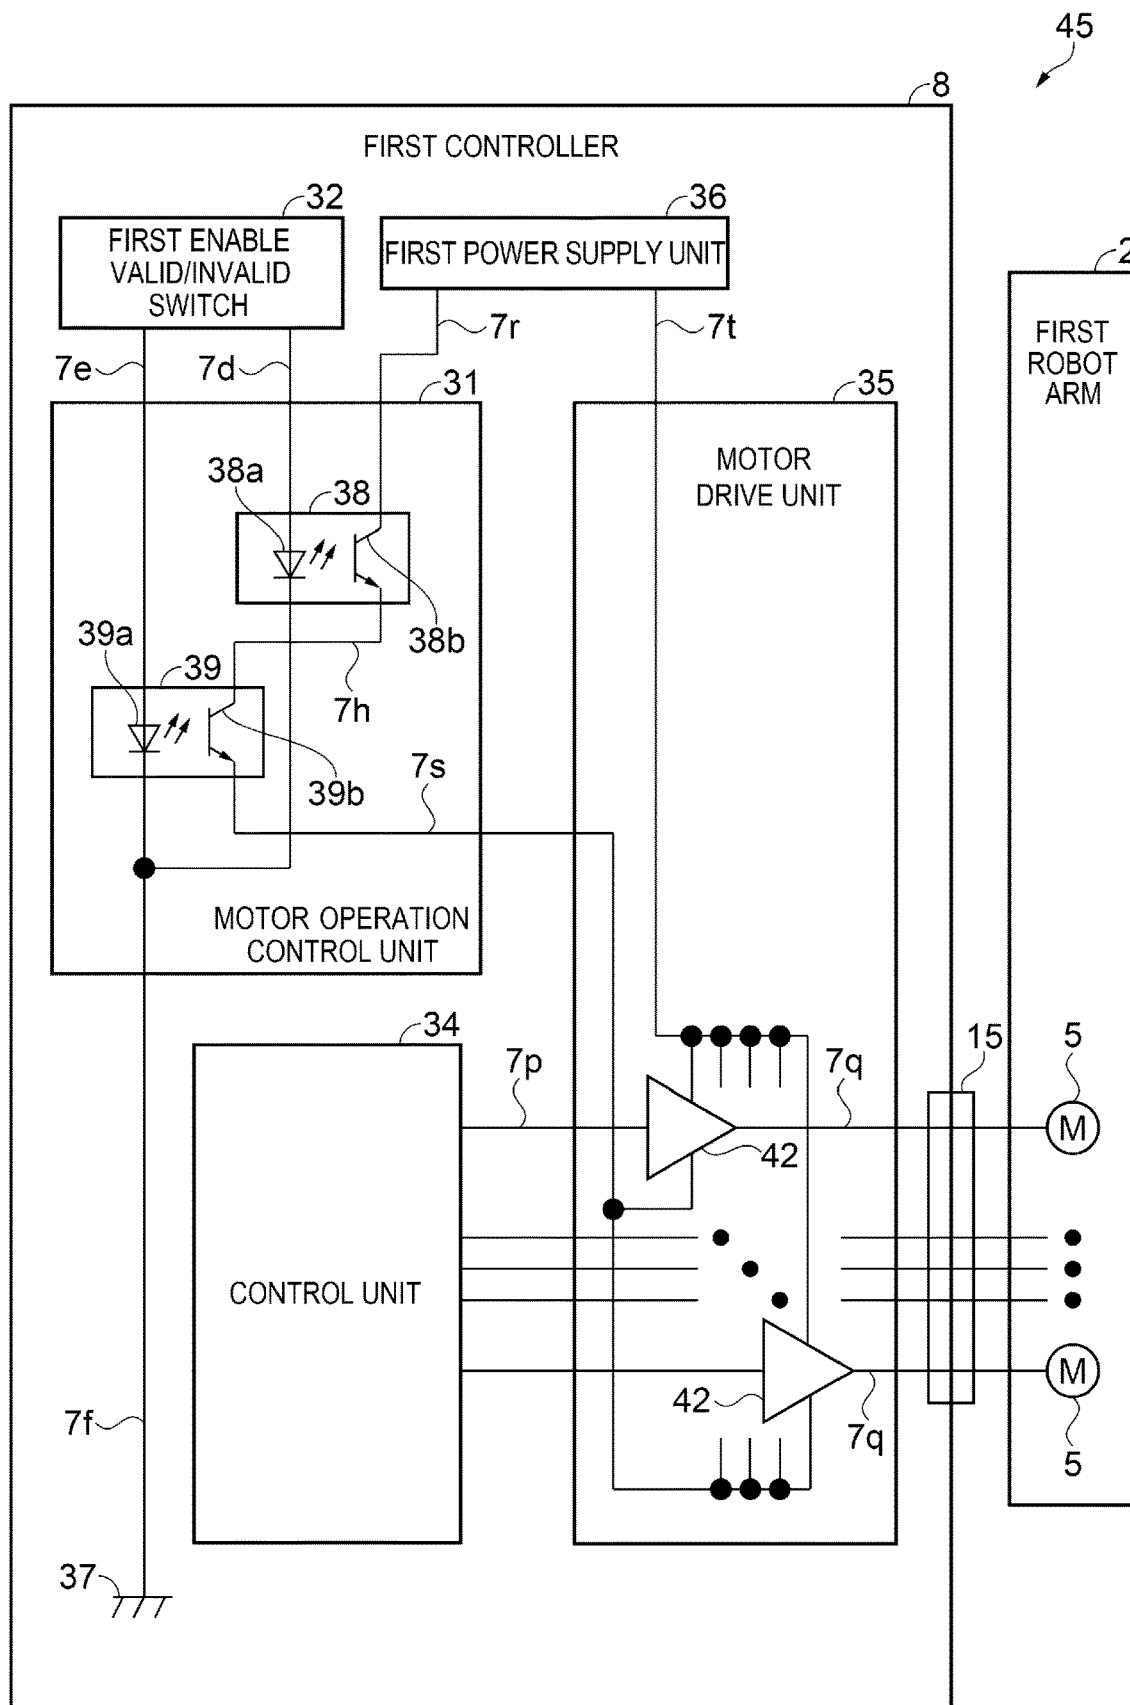 45
8
FIRST CONTROLLER
32
36
FIRST ENABLE
VALID/INVALID
SWITCH
FIRST POWER SUPPLY UNIT
2
7e
7d
7r
7t
FIRST
ROBOT
ARM
31
35
38a
38
MOTOR
DRIVE UNIT
39a
39
38b
7h
39b
7s
MOTOR OPERATION
CONTROL UNIT
34
7p
7q
15
5
M
42
CONTROL UNIT
M
42
7q
7f
5
37